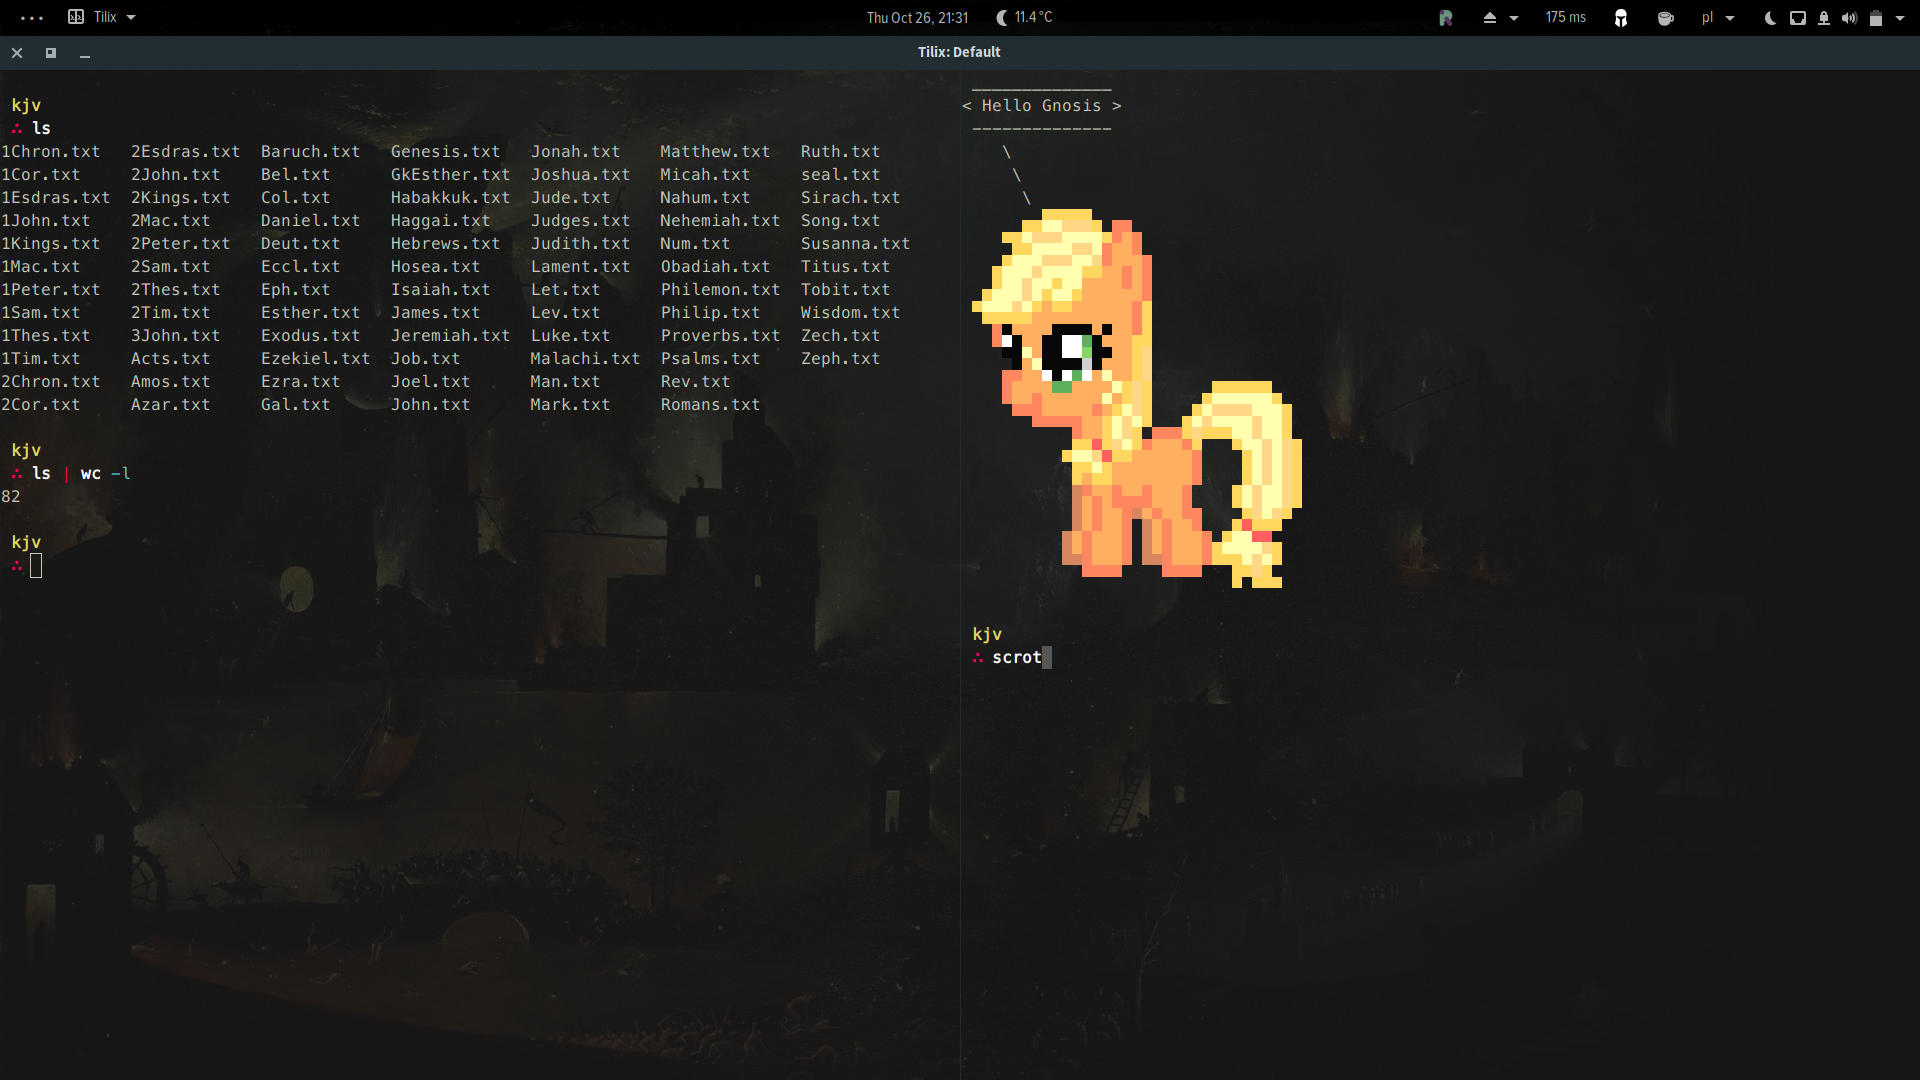 ... Tilix Thu Oct 26, 21:31 11.4 °C 175 ms pl
Tilix: Default
kjv
∴ ls
1Chron.txt 2Esdras.txt Baruch.txt Genesis.txt Jonah.txt Matthew.txt Ruth.txt
1Cor.txt 2John.txt Bel.txt GkEsther.txt Joshua.txt Micah.txt seal.txt
1Esdras.txt 2Kings.txt Col.txt Habakkuk.txt Jude.txt Nahum.txt Sirach.txt
1John.txt 2Mac.txt Daniel.txt Haggai.txt Judges.txt Nehemiah.txt Song.txt
1Kings.txt 2Peter.txt Deut.txt Hebrews.txt Judith.txt Num.txt Susanna.txt
1Mac.txt 2Sam.txt Eccl.txt Hosea.txt Lament.txt Obadiah.txt Titus.txt
1Peter.txt 2Thes.txt Eph.txt Isaiah.txt Let.txt Philemon.txt Tobit.txt
1Sam.txt 2Tim.txt Esther.txt James.txt Lev.txt Philip.txt Wisdom.txt
1Thes.txt 3John.txt Exodus.txt Jeremiah.txt Luke.txt Proverbs.txt Zech.txt
1Tim.txt Acts.txt Ezekiel.txt Job.txt Malachi.txt Psalms.txt Zeph.txt
2Chron.txt Amos.txt Ezra.txt Joel.txt Man.txt Rev.txt
2Cor.txt Azar.txt Gal.txt John.txt Mark.txt Romans.txt
kjv
∴ ls | wc -l
82
kjv
∴
______________
< Hello Gnosis >
--------------
\
\
\
kjv
∴ scrot